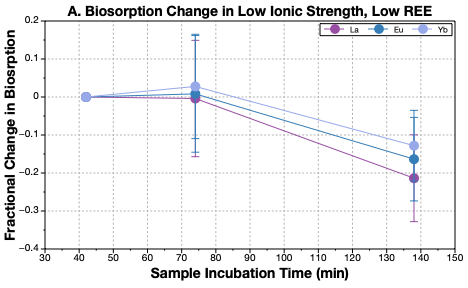 A. Biosorption Change in Low Ionic Strength, Low REE
La Eu Yb
0.2
0.1
0
−0.1
−0.2
−0.3
−0.4
Fractional Change in Biosrption
30 40 50 60 70 80 90 100 110 120 130 140 150
Sample Incubation Time (min)